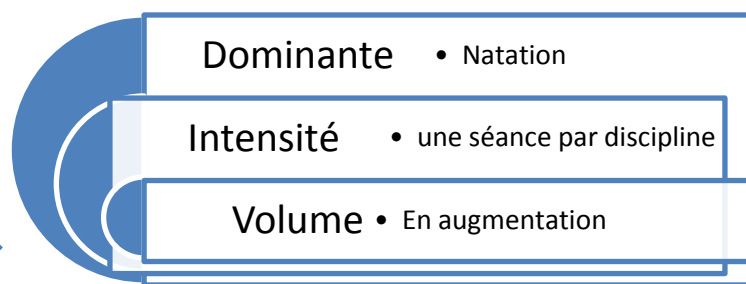 Dominante • Natation
Intensité • une séance par discipline
Volume • En augmentation